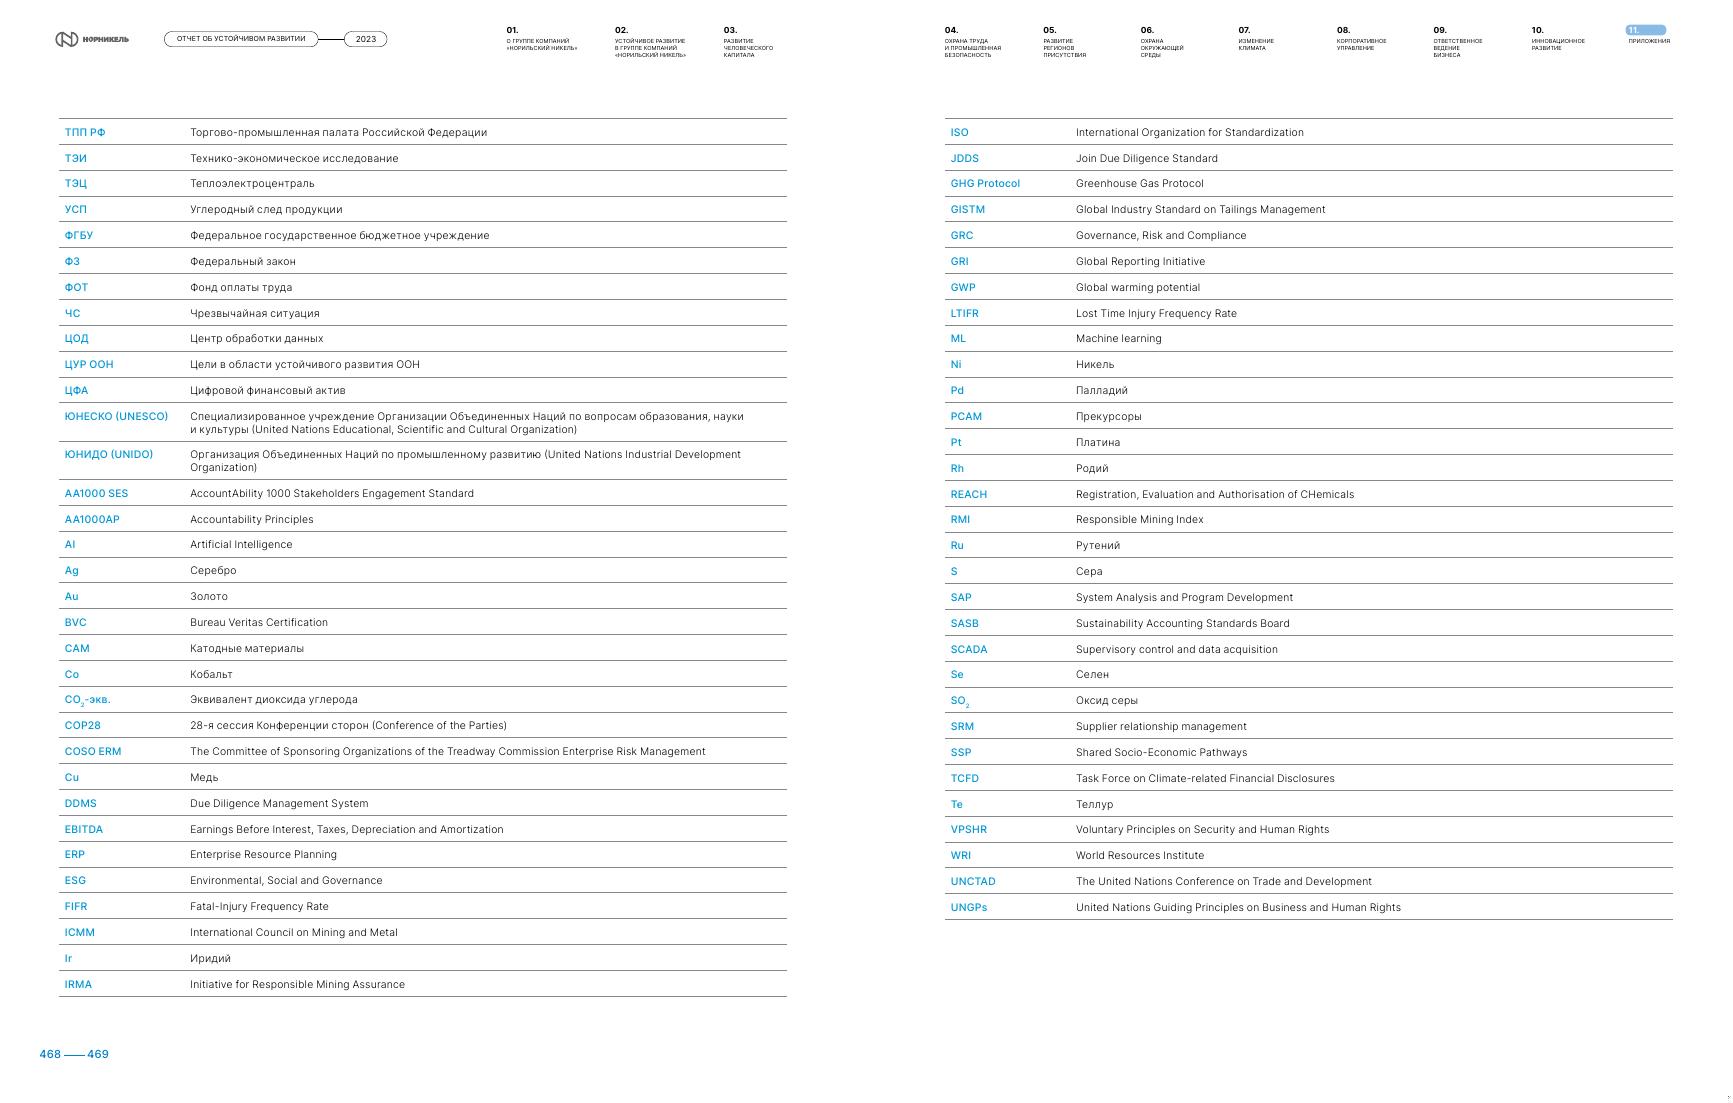 НОРНИКЕЛЬ
ОТЧЕТ ОБ УСТОЙЧИВОМ РАЗВИТИИ 2023
01.
О ГРУППЕ КОМПАНИЙ
«НОРИЛЬСКИЙ НИКЕЛЬ»
02.
УСТОЙЧИВОЕ РАЗВИТИЕ
В ГРУППЕ КОМПАНИЙ
«НОРИЛЬСКИЙ НИКЕЛЬ»
03.
РАЗВИТИЕ
ЧЕЛОВЕЧЕСКОГО
КАПИТАЛА
04.
ОХРАНА ТРУДА
И ПРОМЫШЛЕННАЯ
БЕЗОПАСНОСТЬ
05.
РАЗВИТИЕ
РЕГИОНОВ
ПРИСУТСТВИЯ
06.
ОХРАНА
ОКРУЖАЮЩЕЙ
СРЕДЫ
07.
ИЗМЕНЕНИЕ
КЛИМАТА
08.
КОРПОРАТИВНОЕ
УПРАВЛЕНИЕ
09.
ОТВЕТСТВЕННОЕ
ВЕДЕНИЕ
БИЗНЕСА
10.
ИННОВАЦИОННОЕ
РАЗВИТИЕ
11.
ПРИЛОЖЕНИЯ
ТПП РФ Торгово-промышленная палата Российской Федерации
ТЭИ Технико-экономическое исследование
ТЭЦ Теплоэлектроцентраль
УСП Углеродный след продукции
ФГБУ Федеральное государственное бюджетное учреждение
ФЗ Федеральный закон
ФОТ Фонд оплаты труда
ЧС Чрезвычайная ситуация
ЦОД Центр обработки данных
ЦУР ООН Цели в области устойчивого развития ООН
ЦФА Цифровой финансовый актив
ЮНЕСКО (UNESCO) Специализированное учреждение Организации Объединенных Наций по вопросам образования, науки
и культуры (United Nations Educational, Scientific and Cultural Organization)
ЮНИДО (UNIDO) Организация Объединенных Наций по промышленному развитию (United Nations Industrial Development
Organization)
AA1000 SES AccountAbility 1000 Stakeholders Engagement Standard
AA1000AP Accountability Principles
AI Artificial Intelligence
Ag Серебро
Au Золото
BVC Bureau Veritas Certification
CAM Катодные материалы
Co Кобальт
CO₂-экв. Эквивалент диоксида углерода
COP28 28-я сессия Конференции сторон (Conference of the Parties)
COSO ERM The Committee of Sponsoring Organizations of the Treadway Commission Enterprise Risk Management
Cu Медь
DDMS Due Diligence Management System
EBITDA Earnings Before Interest, Taxes, Depreciation and Amortization
ERP Enterprise Resource Planning
ESG Environmental, Social and Governance
FIFR Fatal-Injury Frequency Rate
ICMM International Council on Mining and Metal
Ir Иридий
IRMA Initiative for Responsible Mining Assurance
ISO International Organization for Standardization
JDDS Join Due Diligence Standard
GHG Protocol Greenhouse Gas Protocol
GISTM Global Industry Standard on Tailings Management
GRC Governance, Risk and Compliance
GRI Global Reporting Initiative
GWP Global warming potential
LTIFR Lost Time Injury Frequency Rate
ML Machine learning
Ni Никель
Pd Палладий
PCAM Прекурсоры
Pt Платина
Rh Родий
REACH Registration, Evaluation and Authorisation of CHemicals
RMI Responsible Mining Index
Ru Рутений
S Сера
SAP System Analysis and Program Development
SASB Sustainability Accounting Standards Board
SCADA Supervisory control and data acquisition
Se Селен
SO₂ Оксид серы
SRM Supplier relationship management
SSP Shared Socio-Economic Pathways
TCFD Task Force on Climate-related Financial Disclosures
Te Теллур
VPSHR Voluntary Principles on Security and Human Rights
WRI World Resources Institute
UNCTAD The United Nations Conference on Trade and Development
UNGPs United Nations Guiding Principles on Business and Human Rights
468 — 469